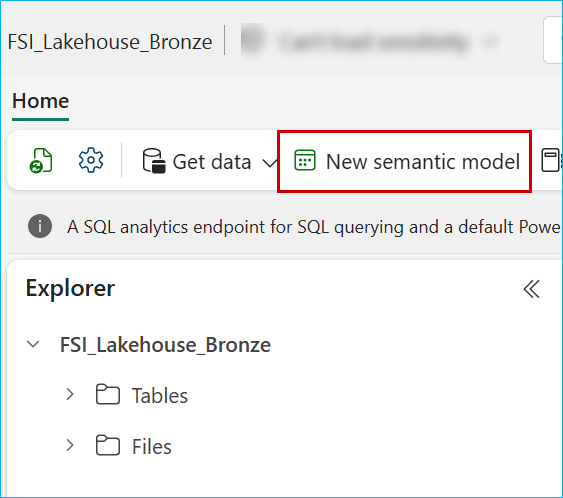 FSI_Lakehouse_Bronze
Home
Get data New semantic model
A SQL analytics endpoint for SQL querying and a default Powe
Explorer
FSI_Lakehouse_Bronze
Tables
Files